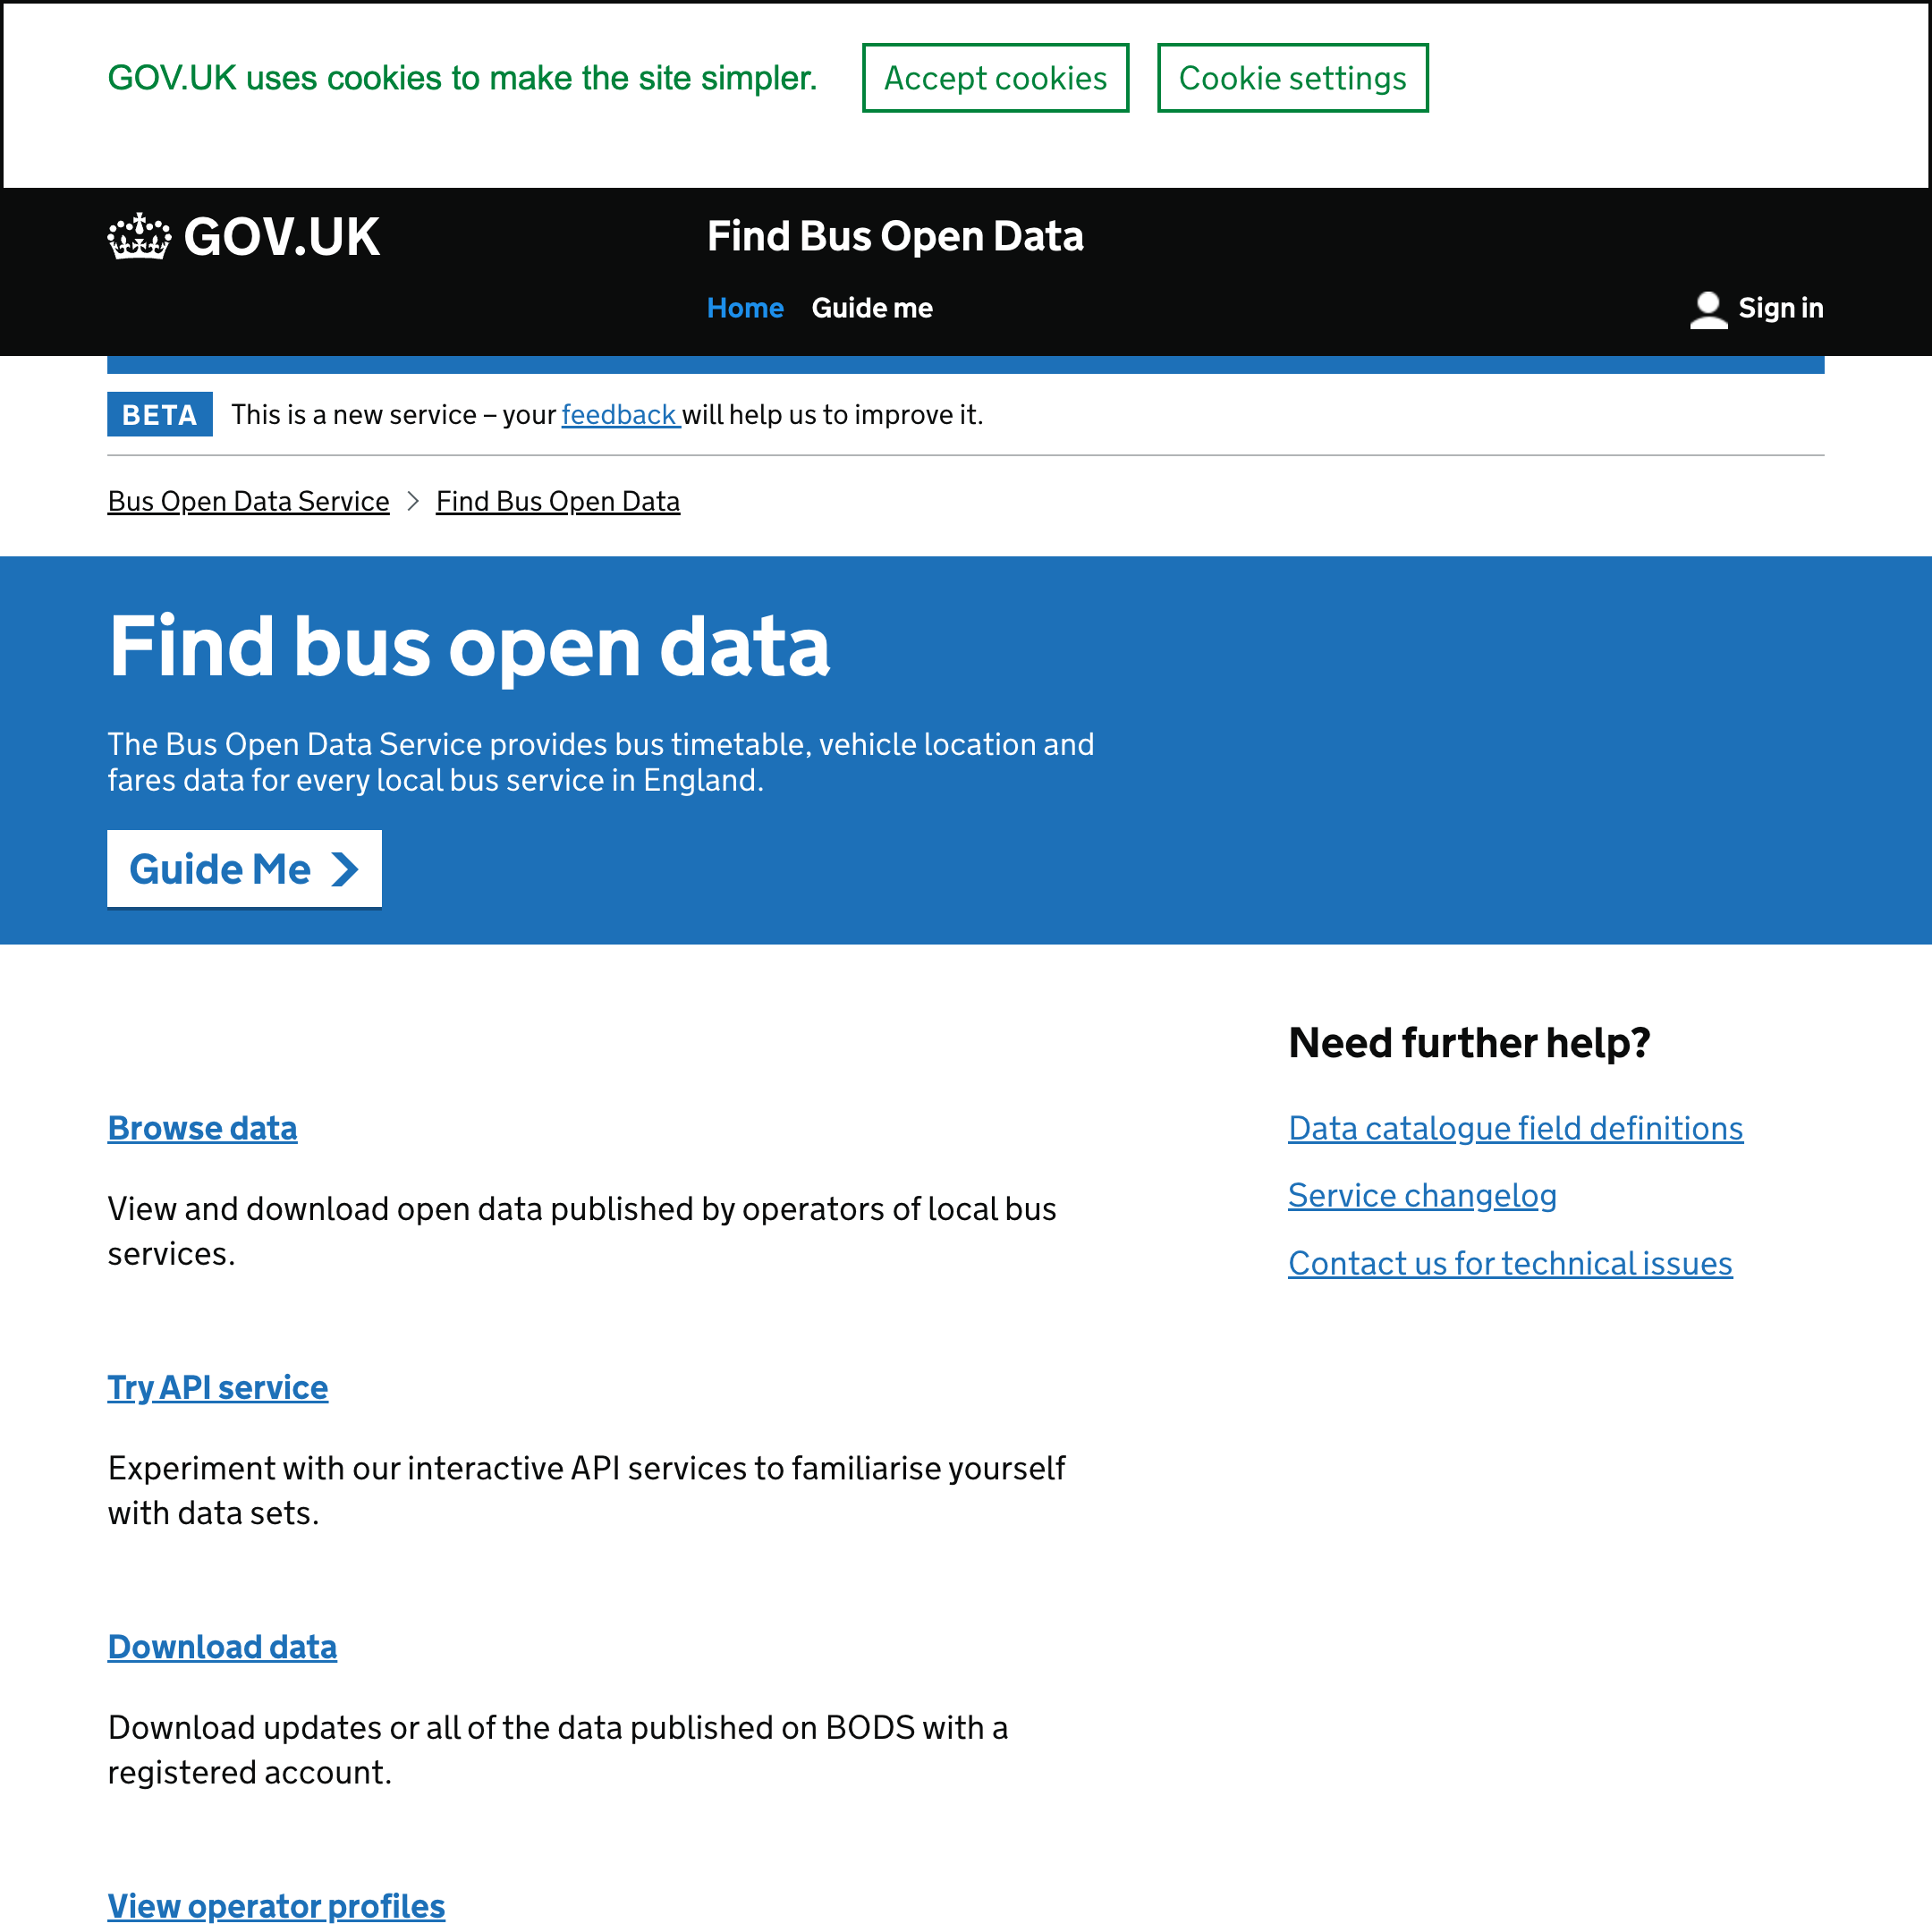 GOV.UK uses cookies to make the site simpler.
Accept cookies
Cookie settings
GOV.UK
Find Bus Open Data
Home
Guide me
Sign in
BETA
This is a new service – your feedback will help us to improve it.
Bus Open Data Service
Find Bus Open Data
Find bus open data
The Bus Open Data Service provides bus timetable, vehicle location and
fares data for every local bus service in England.
Guide Me
Browse data
View and download open data published by operators of local bus
services.
Try API service
Experiment with our interactive API services to familiarise yourself
with data sets.
Download data
Download updates or all of the data published on BODS with a
registered account.
View operator profiles
Need further help?
Data catalogue field definitions
Service changelog
Contact us for technical issues